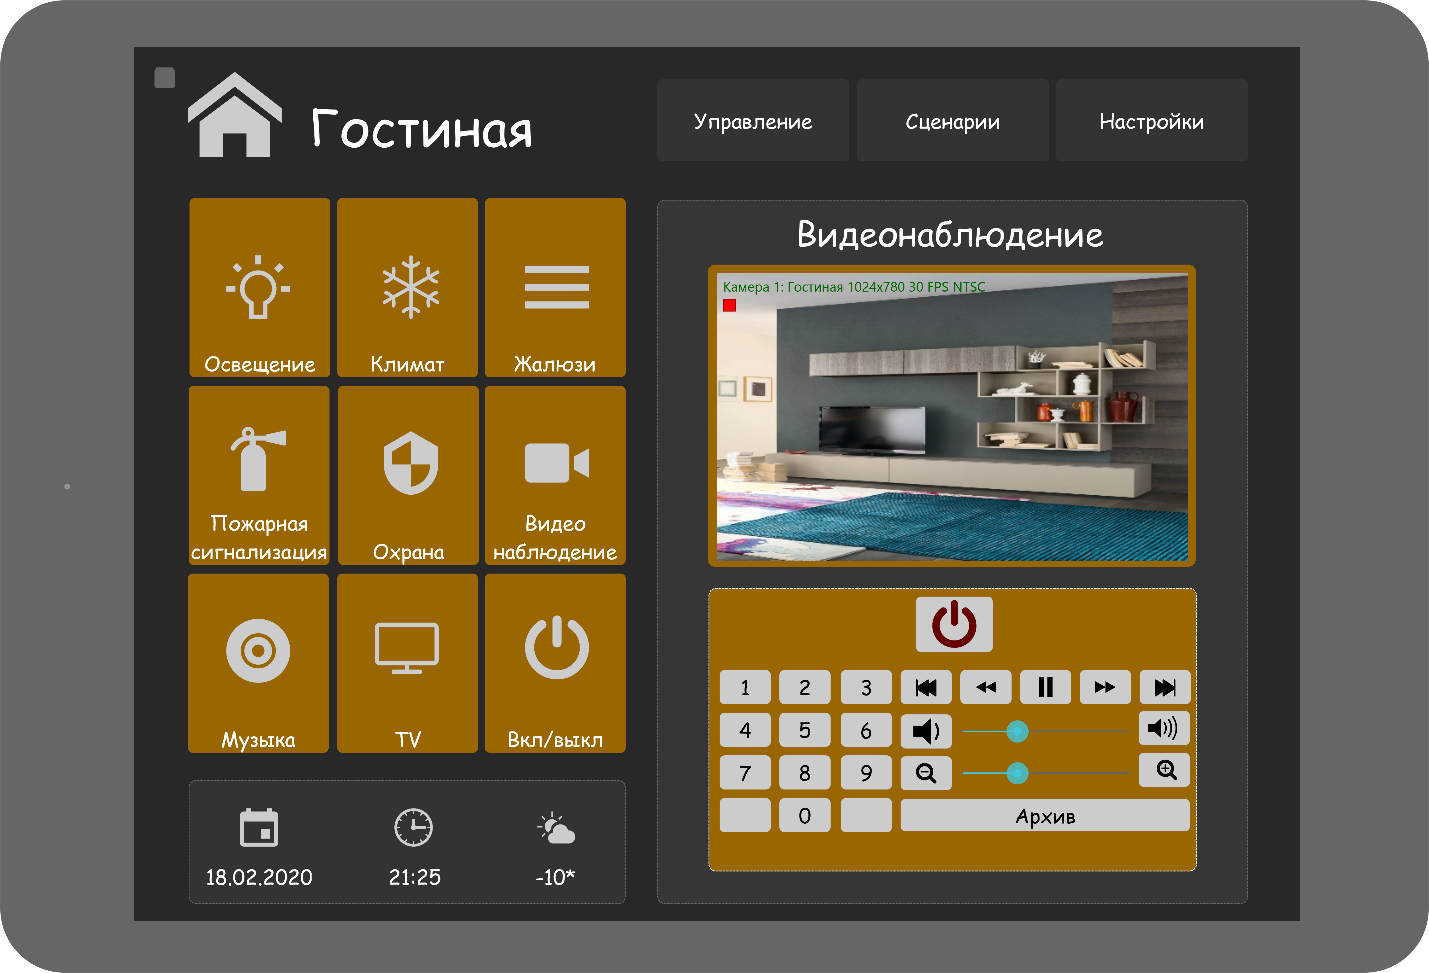 Гостиная
Управление
Сценарии
Настройки
Освещение
Климат
Жалюзи
Пожарная
сигнализация
Охрана
Видео
наблюдение
Музыка
TV
Вкл/выкл
18.02.2020
21:25
-10*
Видеонаблюдение
Камера 1: Гостиная 1024x780 30 FPS NTSC
1 2 3
4 5 6
7 8 9
0
Архив